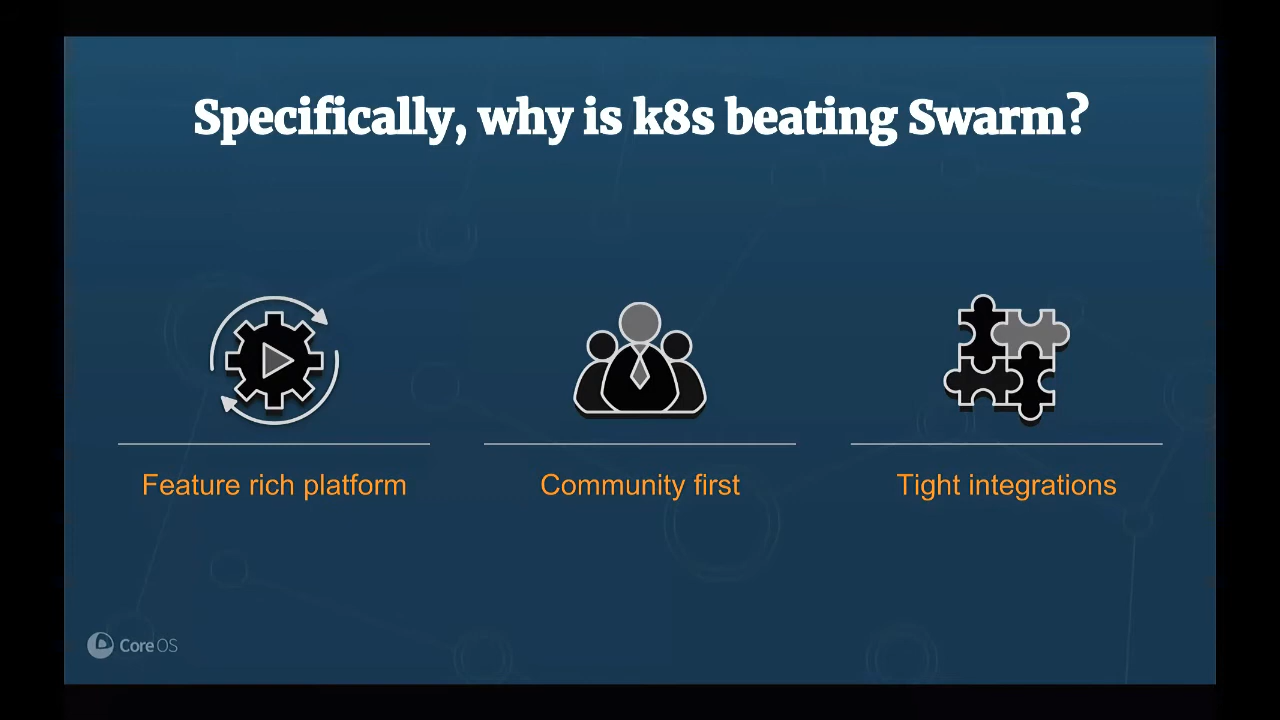 Specifically, why is k8s beating Swarm?
Feature rich platform
Community first
Tight integrations
CoreOS